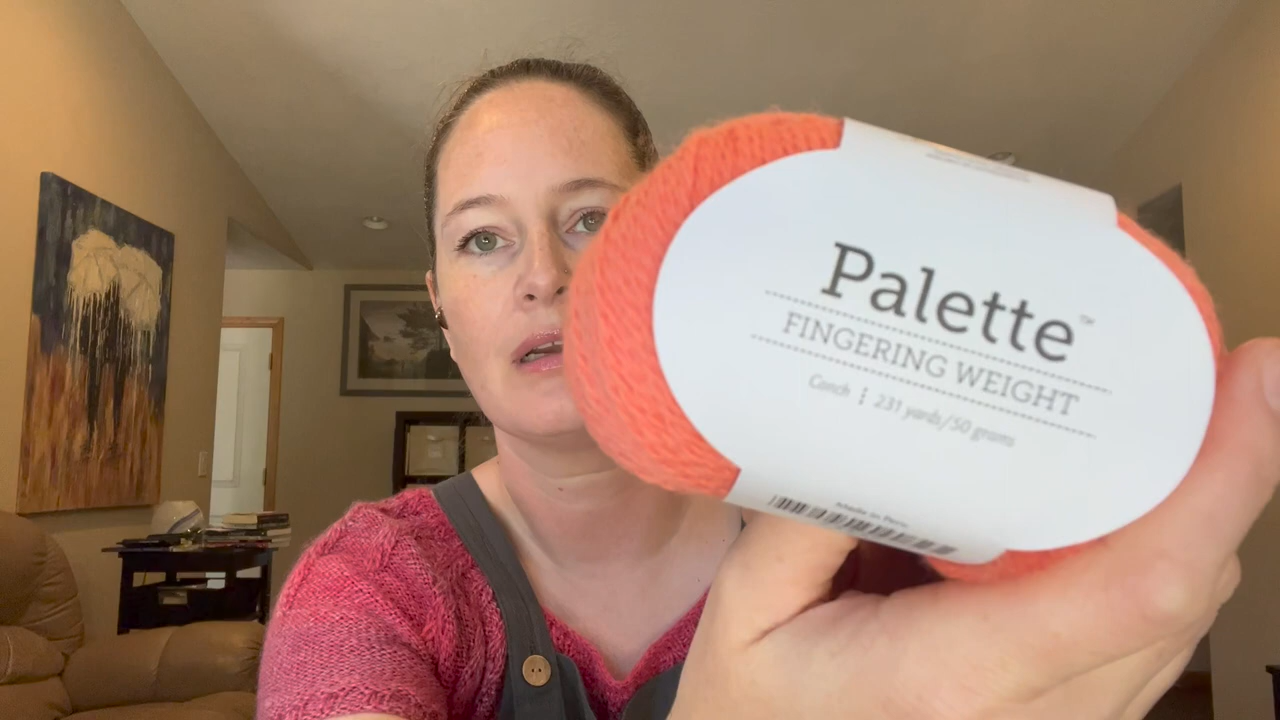 Palette™
FINGERING WEIGHT
Conch ⋮ 231 yards/50 grams
Made in Peru